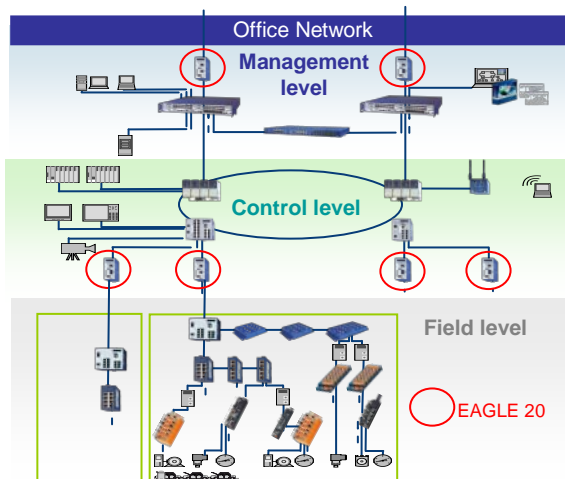 Office Network
Management
level
Control level
Field level
EAGLE 20